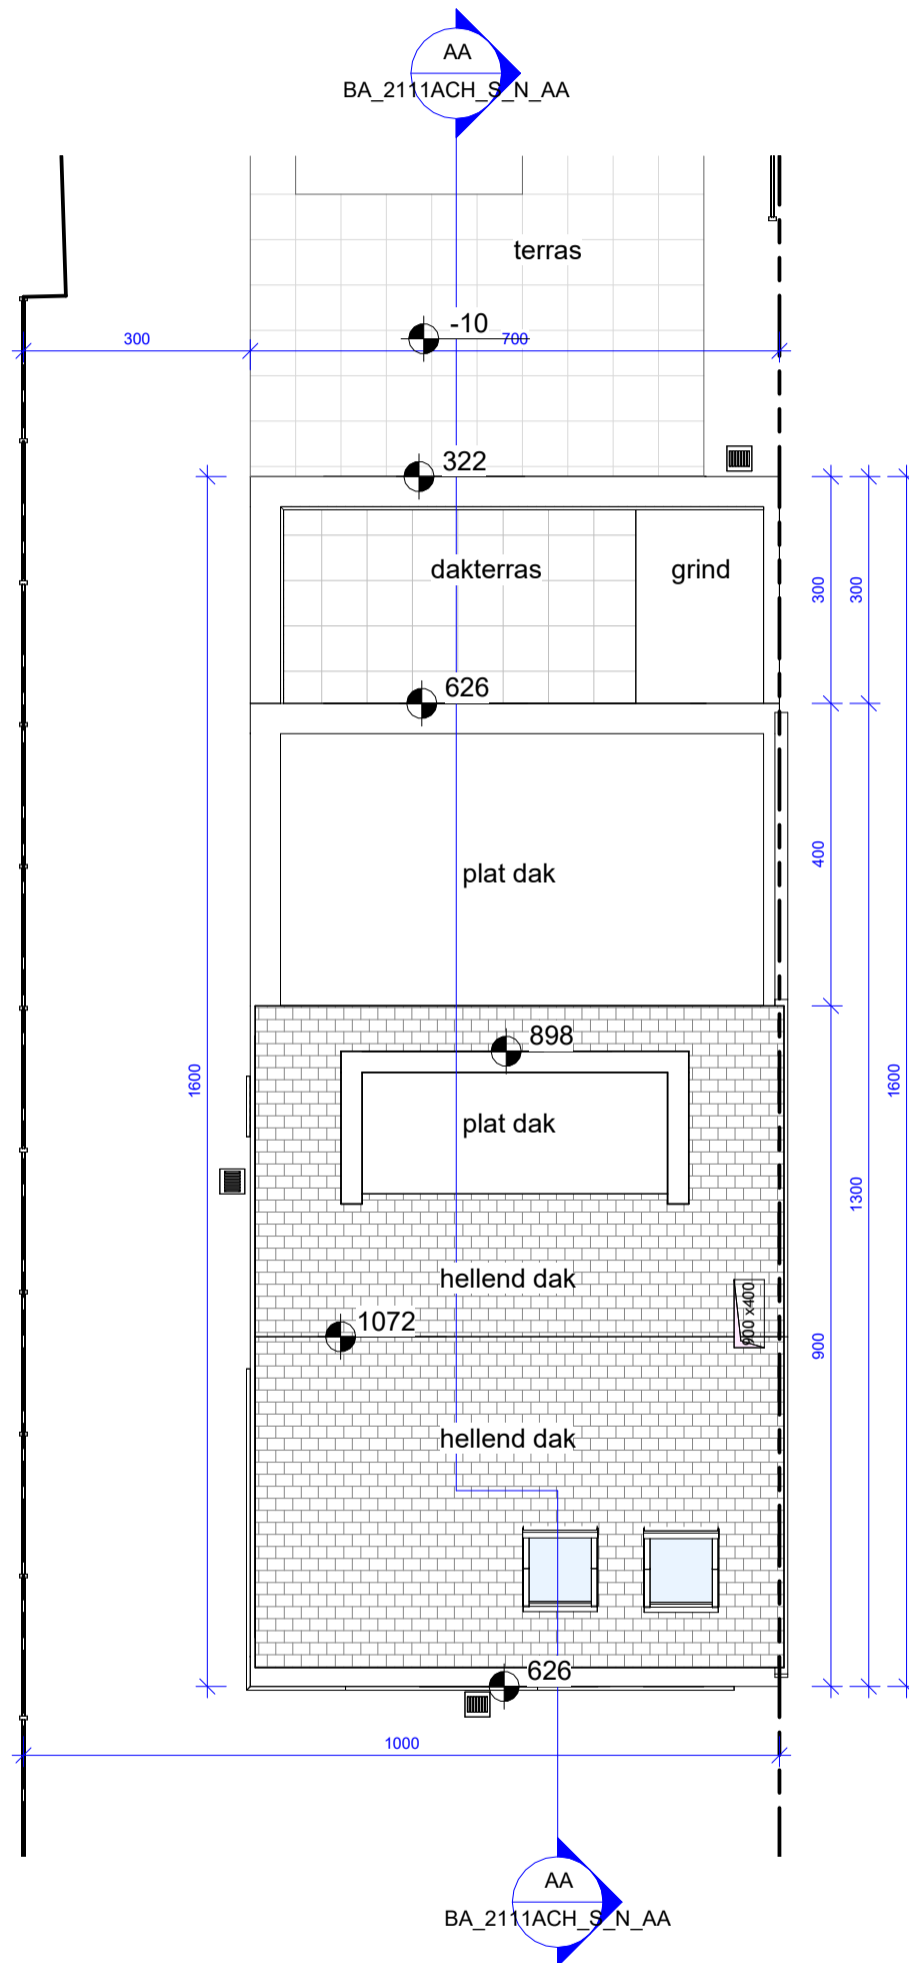 AA
BA_2111ACH_S_N_AA
terras
-10
300
700
322
dakterras
grind
300
300
626
400
plat dak
898
1600
1600
plat dak
1300
hellend dak
900 x400
1072
900
hellend dak
626
1000
AA
BA_2111ACH_S_N_AA